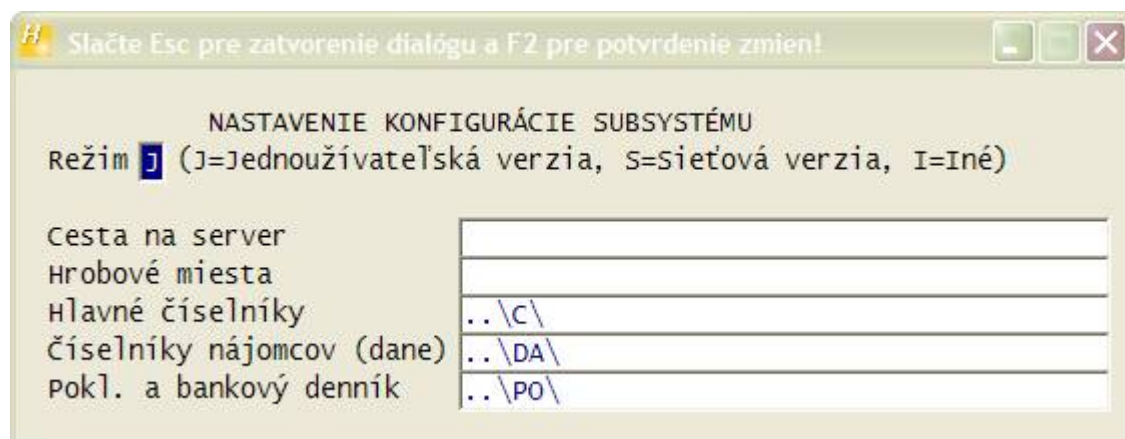 H Slačte Esc pre zatvorenie dialógu a F2 pre potvrdenie zmien!
NASTAVENIE KONFIGURÁCIE SUBSYSTÉMU
Režim J (J=Jednoužívateľská verzia, S=Sieťová verzia, I=Iné)
Cesta na server
Hrobové miesta
Hlavné číselníky ..\C\
Číselníky nájomcov (dane) ..\DA\
Pokl. a bankový denník ..\PO\